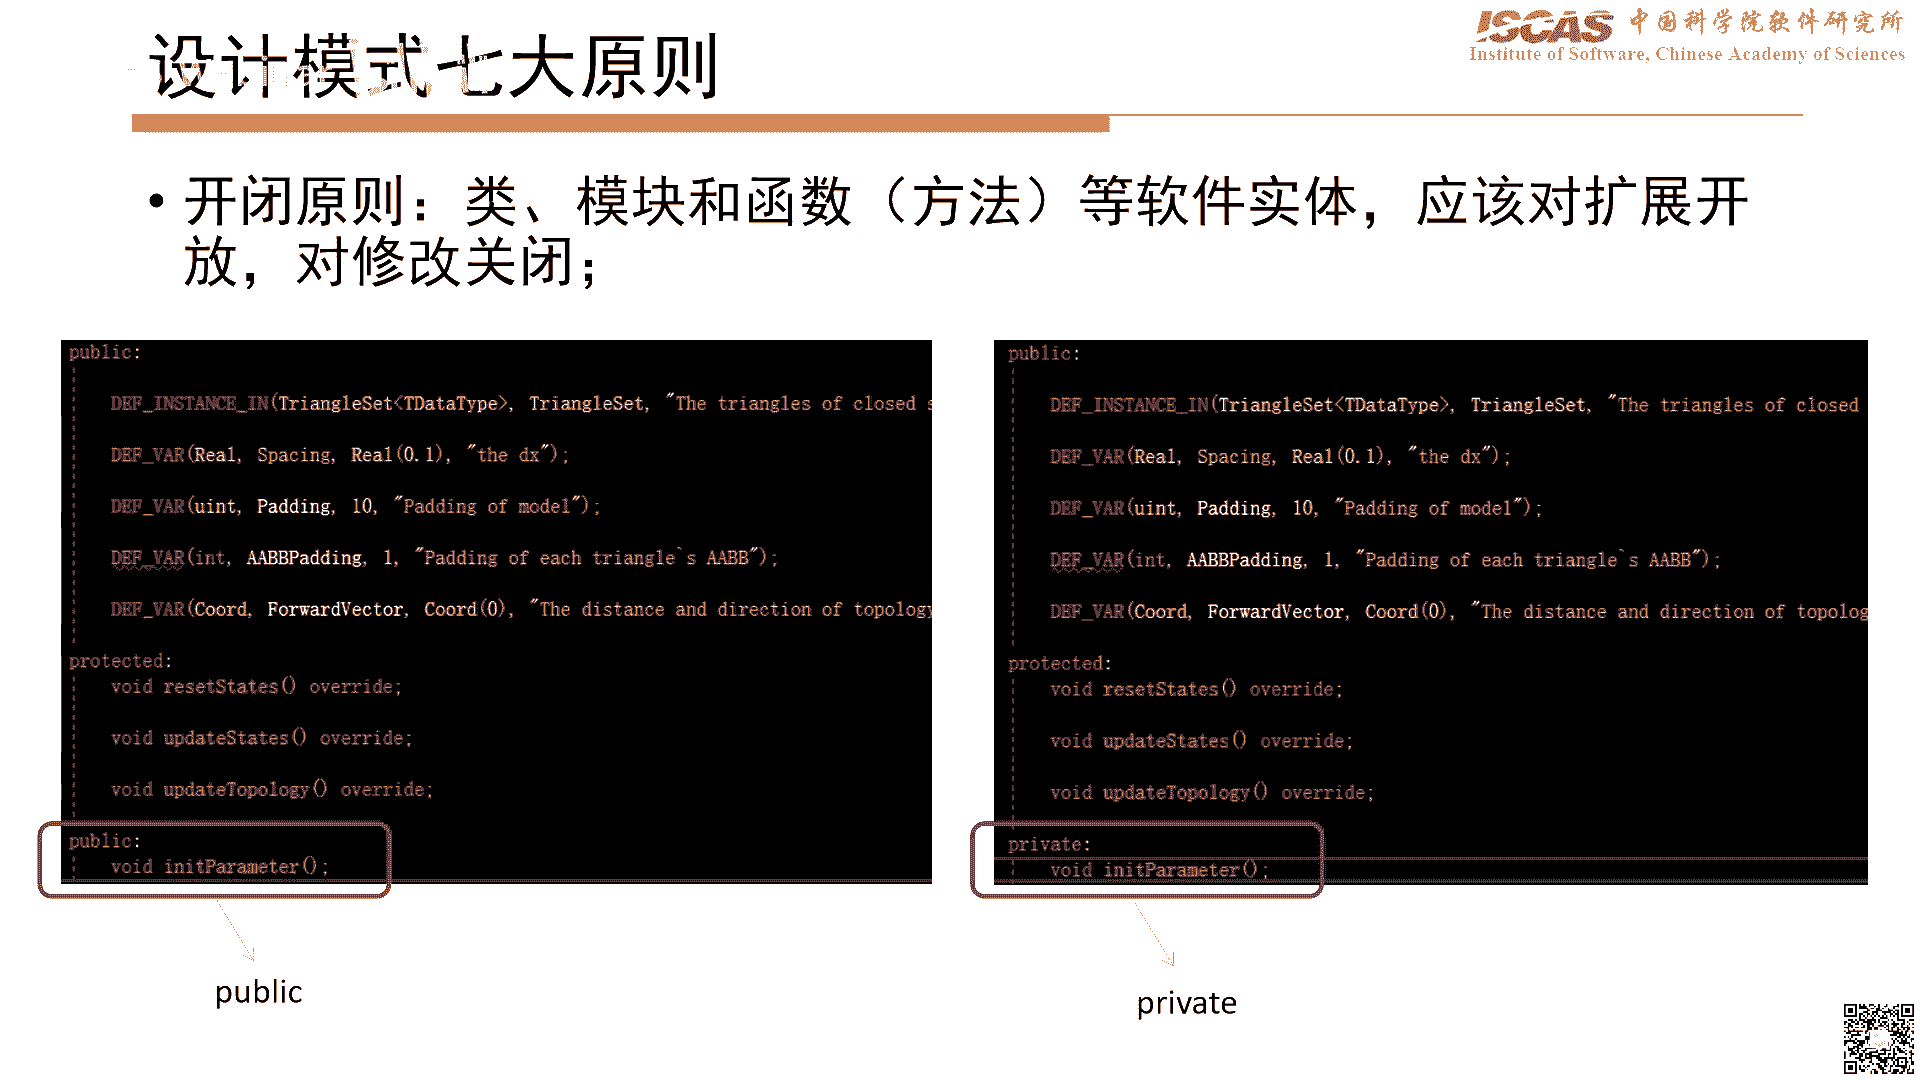 设计模式七大原则
ISCAS 中国科学院软件研究所
Institute of Software, Chinese Academy of Sciences
• 开闭原则：类、模块和函数（方法）等软件实体，应该对扩展开
放，对修改关闭；
public:
DEF_INSTANCE_IN(TriangleSet<TDataType>, TriangleSet, "The triangles of closed s
DEF_VAR(Real, Spacing, Real(0.1), "the dx");
DEF_VAR(uint, Padding, 10, "Padding of model");
DEF_VAR(int, AABBPadding, 1, "Padding of each triangle`s AABB");
DEF_VAR(Coord, ForwardVector, Coord(0), "The distance and direction of topology
protected:
void resetStates() override;
void updateStates() override;
void updateTopology() override;
public:
void initParameter();
public
public:
DEF_INSTANCE_IN(TriangleSet<TDataType>, TriangleSet, "The triangles of closed
DEF_VAR(Real, Spacing, Real(0.1), "the dx");
DEF_VAR(uint, Padding, 10, "Padding of model");
DEF_VAR(int, AABBPadding, 1, "Padding of each triangle`s AABB");
DEF_VAR(Coord, ForwardVector, Coord(0), "The distance and direction of topolog
protected:
void resetStates() override;
void updateStates() override;
void updateTopology() override;
private:
void initParameter();
private